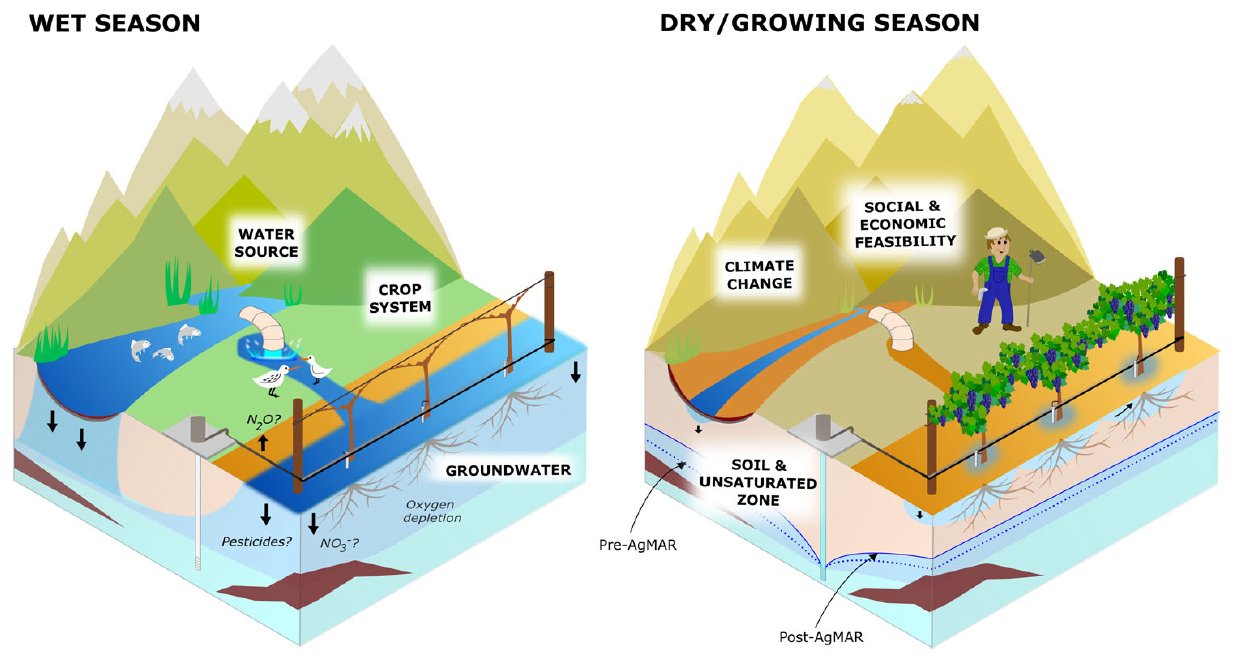 WET SEASON
DRY/GROWING SEASON
WATER
SOURCE
CROP
SYSTEM
N₂O?
GROUNDWATER
Oxygen
depletion
Pesticides?
NO₃⁻?
SOCIAL &
ECONOMIC
FEASIBILITY
CLIMATE
CHANGE
SOIL &
UNSATURATED
ZONE
Pre-AgMAR
Post-AgMAR